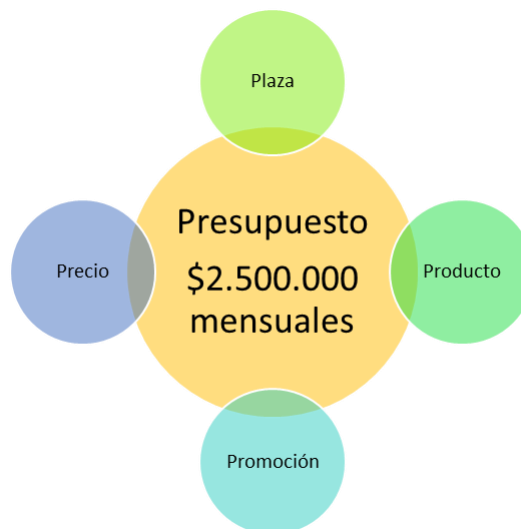 Plaza
Presupuesto
$2.500.000
mensuales
Precio
Producto
Promoción